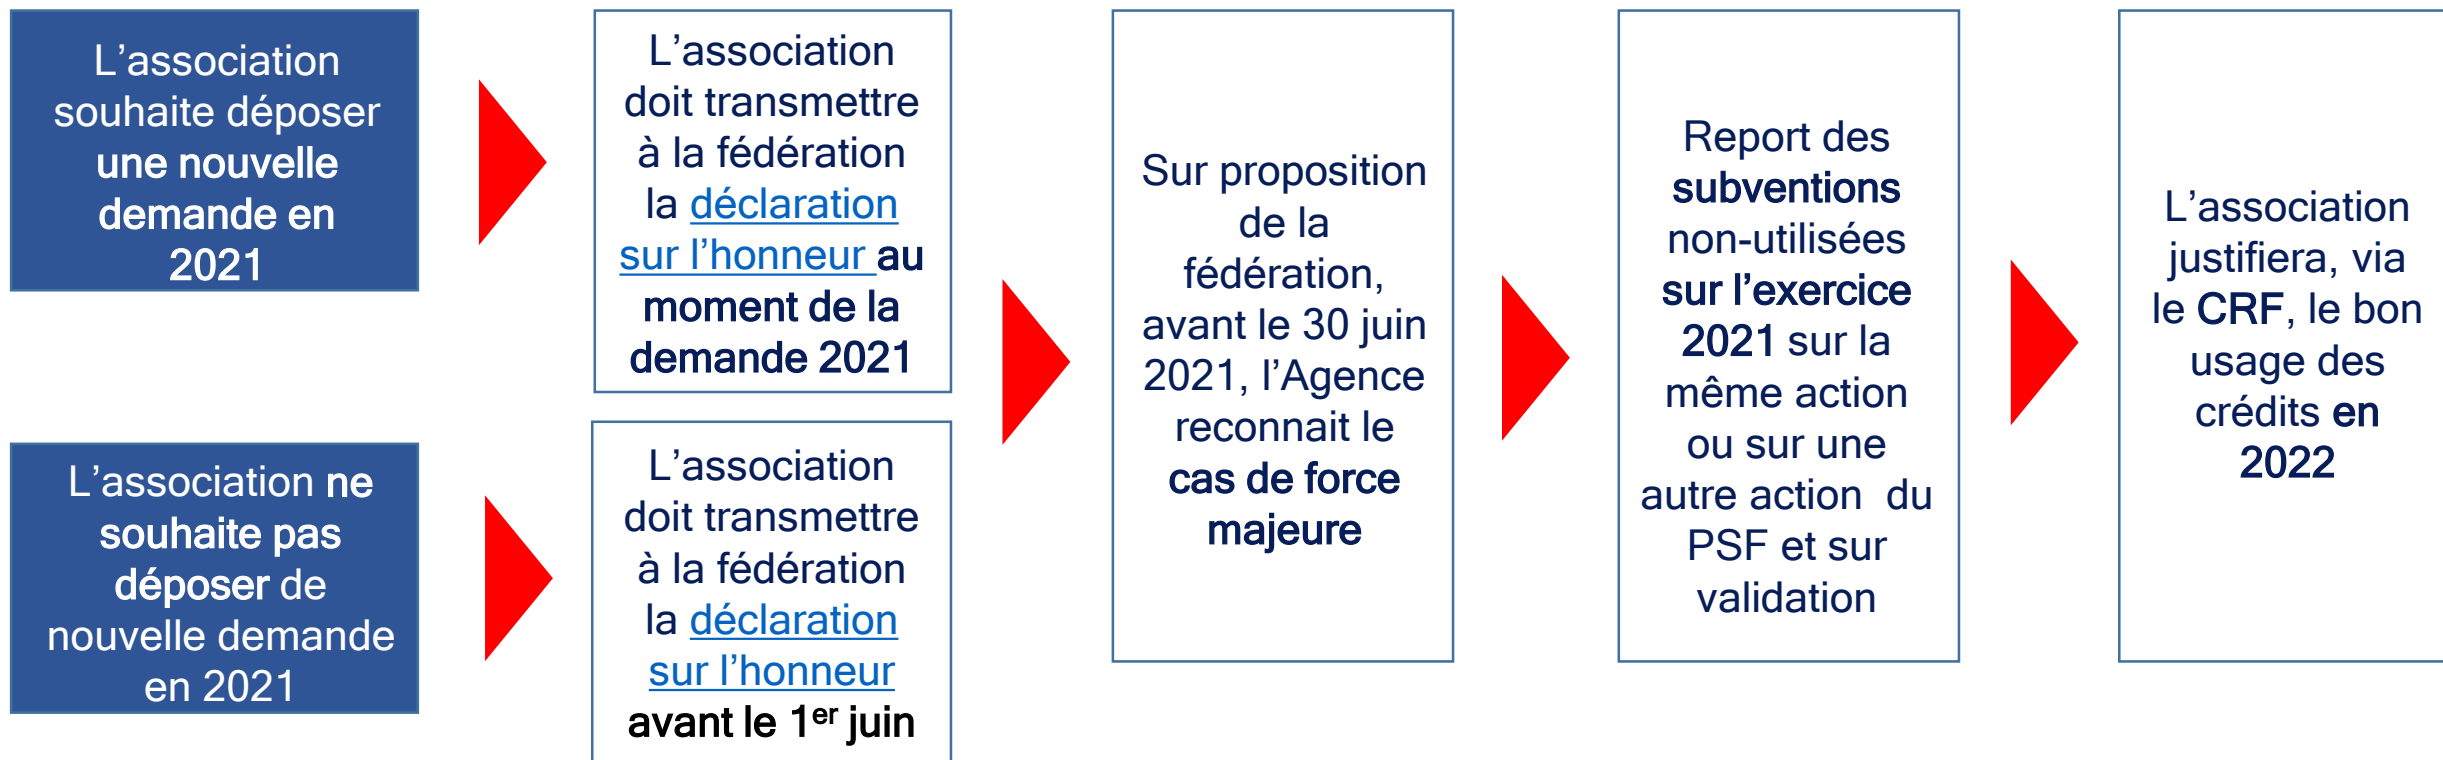 L’association
souhaite déposer
une nouvelle
demande en
2021
L’association
doit transmettre
à la fédération
la déclaration
sur l’honneur au
moment de la
demande 2021
L’association ne
souhaite pas
déposer de
nouvelle demande
en 2021
L’association
doit transmettre
à la fédération
la déclaration
sur l’honneur
avant le 1er juin
Sur proposition
de la
fédération,
avant le 30 juin
2021, l’Agence
reconnait le
cas de force
majeure
Report des
subventions
non-utilisées
sur l’exercice
2021 sur la
même action
ou sur une
autre action du
PSF et sur
validation
L’association
justifiera, via
le CRF, le bon
usage des
crédits en
2022